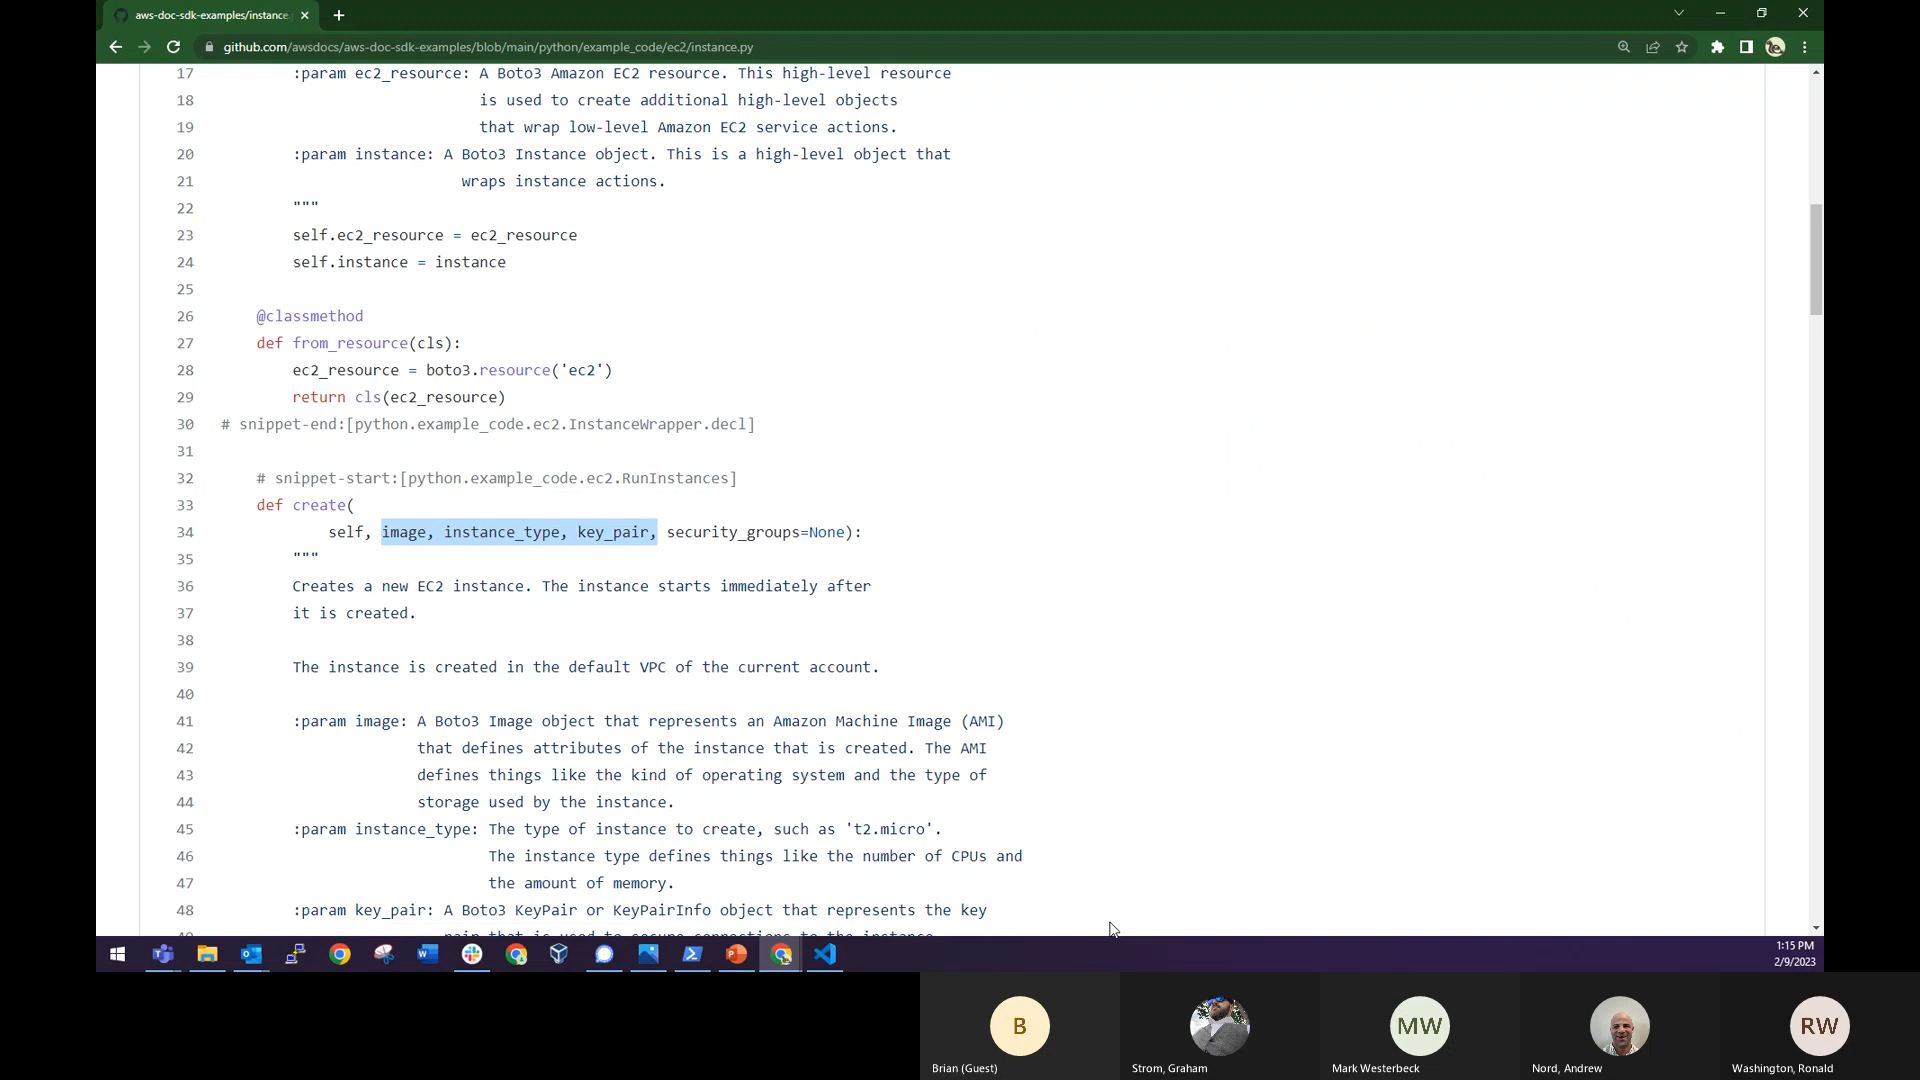 aws-doc-sdk-examples/instance.
github.com/awsdocs/aws-doc-sdk-examples/blob/main/python/example_code/ec2/instance.py
17 :param ec2_resource: A Boto3 Amazon EC2 resource. This high-level resource
18 is used to create additional high-level objects
19 that wrap low-level Amazon EC2 service actions.
20 :param instance: A Boto3 Instance object. This is a high-level object that
21 wraps instance actions.
22 """
23 self.ec2_resource = ec2_resource
24 self.instance = instance
25
26 @classmethod
27 def from_resource(cls):
28 ec2_resource = boto3.resource('ec2')
29 return cls(ec2_resource)
30 # snippet-end:[python.example_code.ec2.InstanceWrapper.decl]
31
32 # snippet-start:[python.example_code.ec2.RunInstances]
33 def create(
34 self, image, instance_type, key_pair, security_groups=None):
35 """
36 Creates a new EC2 instance. The instance starts immediately after
37 it is created.
38
39 The instance is created in the default VPC of the current account.
40
41 :param image: A Boto3 Image object that represents an Amazon Machine Image (AMI)
42 that defines attributes of the instance that is created. The AMI
43 defines things like the kind of operating system and the type of
44 storage used by the instance.
45 :param instance_type: The type of instance to create, such as 't2.micro'.
46 The instance type defines things like the number of CPUs and
47 the amount of memory.
48 :param key_pair: A Boto3 KeyPair or KeyPairInfo object that represents the key
pair that is used to secure connections to the instance.
1:15 PM
2/9/2023
B
MW
RW
Brian (Guest)
Strom, Graham
Mark Westerbeck
Nord, Andrew
Washington, Ronald